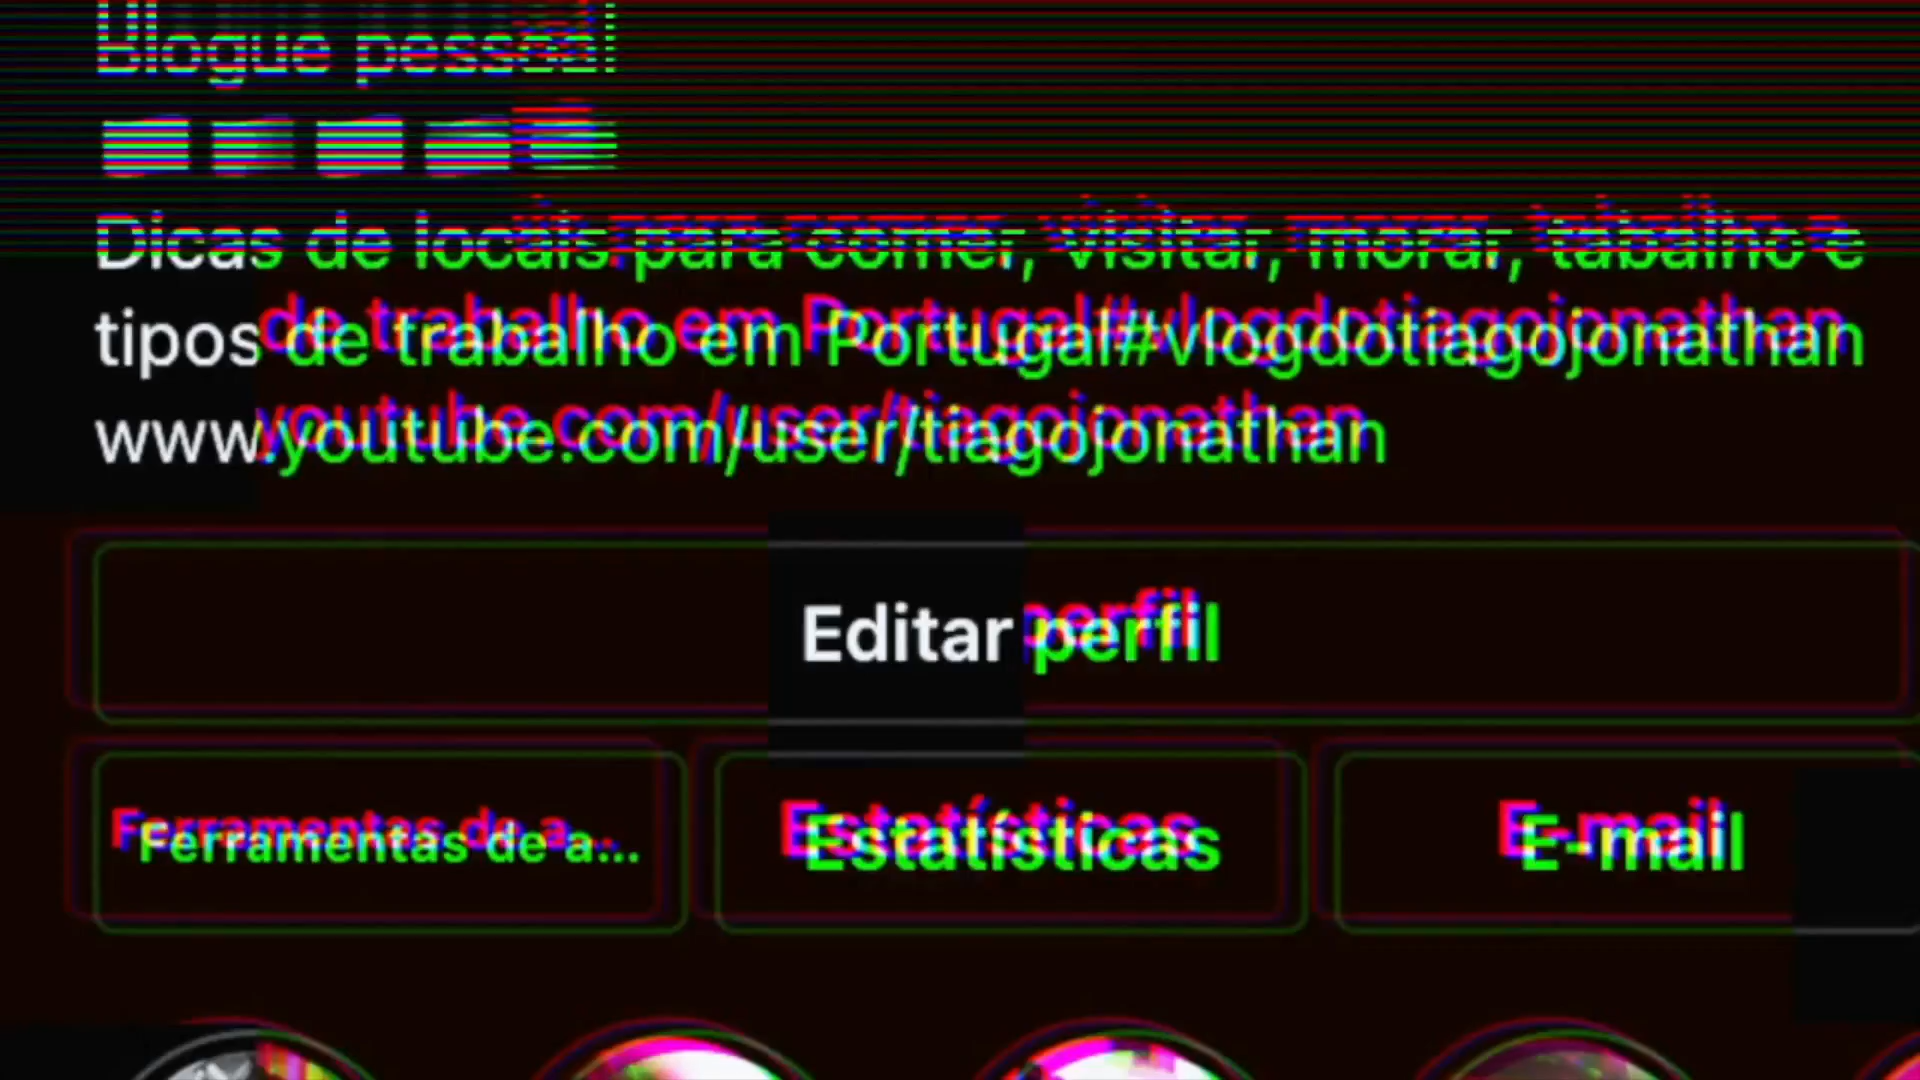 Blogue pessoal
Dicas de locais para comer, visitar, morar, tabalho e
tipos de trabalho em Portugal#vlogdotiagojonathan
www.youtube.com/user/tiagojonathan
Editar perfil
Ferramentas de a...
Estatísticas
E-mail